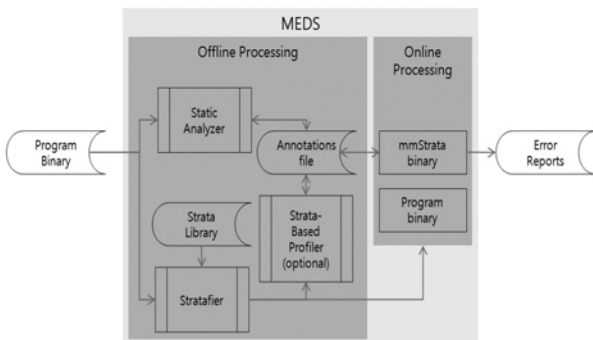 MEDS
Offline Processing
Online
Processing
Static
Analyzer
Program
Binary
Annotations
file
mmStrata
binary
Error
Reports
Program
binary
Strata
Library
Strata-
Based
Profiler
(optional)
Stratafier